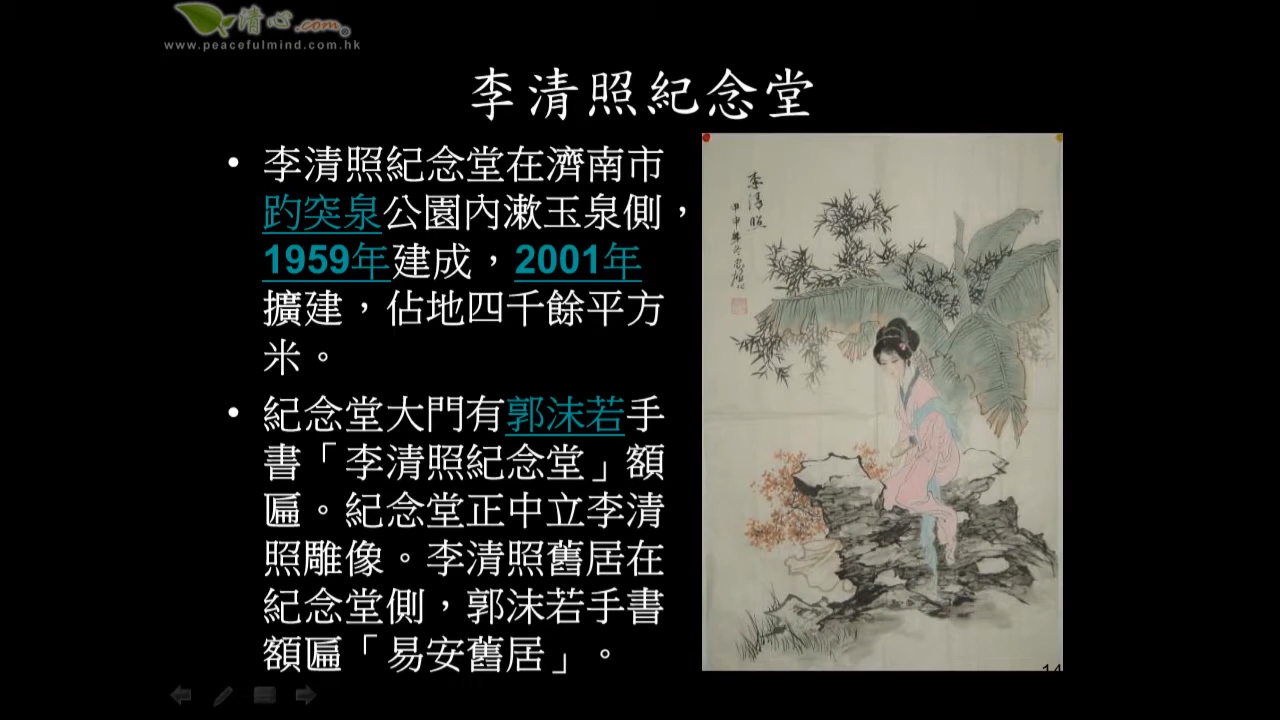 清心.com
www.peacefulmind.com.hk
李清照紀念堂
• 李清照紀念堂在濟南市
趵突泉公園內漱玉泉側，
1959年建成，2001年
擴建，佔地四千餘平方
米。
• 紀念堂大門有郭沫若手
書「李清照紀念堂」額
匾。紀念堂正中立李清
照雕像。李清照舊居在
紀念堂側，郭沫若手書
額匾「易安舊居」。
李清照
14